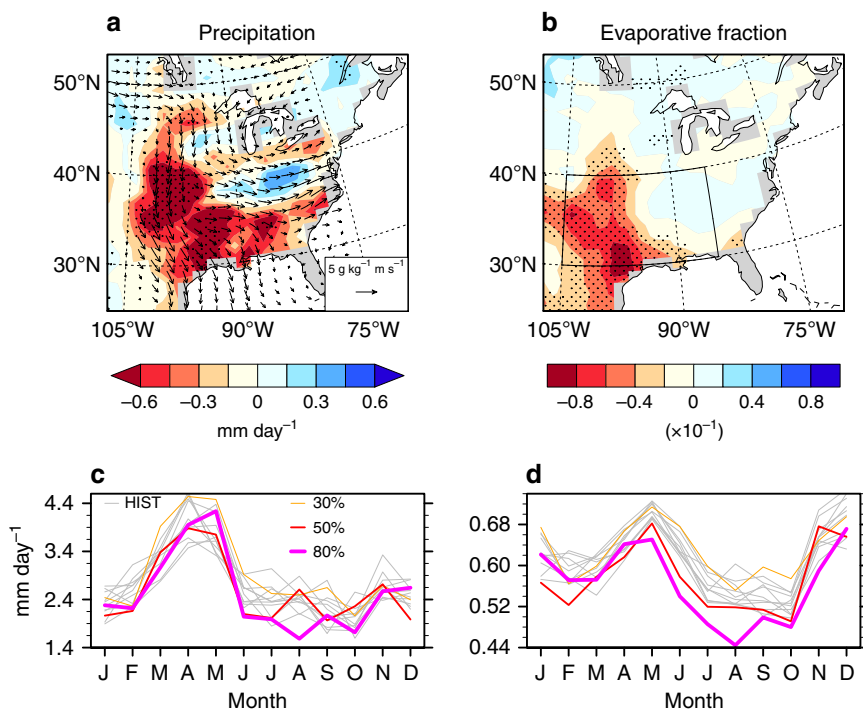 a
Precipitation
50°N
40°N
30°N
105°W 90°W 75°W
5 g kg⁻¹ m s⁻¹
−0.6 −0.3 0 0.3 0.6
mm day⁻¹
b
Evaporative fraction
50°N
40°N
30°N
105°W 90°W 75°W
−0.8 −0.4 0 0.4 0.8
(×10⁻¹)
c
HIST 30%
50%
80%
mm day⁻¹
4.4
3.4
2.4
1.4
J F M A M J J A S O N D
Month
d
0.68
0.60
0.52
0.44
J F M A M J J A S O N D
Month